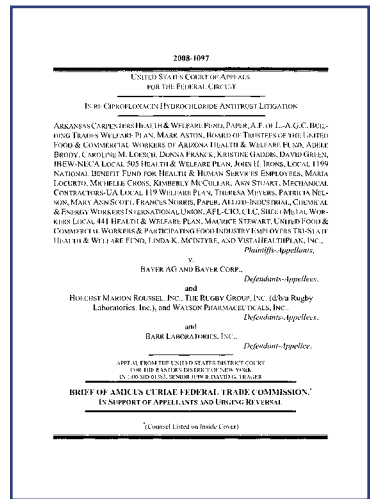 2008-1097
UNITED STATES COURT OF APPEALS
FOR THE FEDERAL CIRCUIT
IN RE CIPROFLOXACIN HYDROCHLORIDE ANTITRUST LITIGATION
ARKANSAS CARPENTERS HEALTH & WELFARE FUND, PAPER, A.F. OF L.-A.G.C. BUIL-
DING TRADES WELFARE PLAN, MARK ASTON, BOARD OF TRUSTEES OF THE UNITED
FOOD & COMMERCIAL WORKERS OF ARIZONA HEALTH & WELFARE FUND, ADELE
BRODY, CAROLINE M. LOESCH, DONNA FRANCK, KRISTINE GADDIS, DAVID GREEN,
IBEW-NECA LOCAL 505 HEALTH & WELFARE PLAN, JOHN H. IRONS, LOCAL 1199
NATIONAL BENEFIT FUND FOR HEALTH & HUMAN SERVICES EMPLOYEES, MARIA
LOCURTO, MICHELLE CROSS, KIMBERLY MCCULLAR, ANN STUART, MECHANICAL
CONTRACTORS-UA LOCAL 119 WELFARE PLAN, THERESA MEYERS, PATRICIA NEL-
SON, MARY ANN SCOTT, FRANCES NORRIS, PAPER, ALLIED-INDUSTRIAL, CHEMICAL
& ENERGY WORKERS INTERNATIONAL UNION, AFL-CIO, CLC, SHEET METAL WOR-
KERS LOCAL 441 HEALTH & WELFARE PLAN, MAURICE STEWART, UNITED FOOD &
COMMERCIAL WORKERS & PARTICIPATING FOOD INDUSTRY EMPLOYERS TRI-STATE
HEALTH & WELFARE FUND, LINDA K. MCINTYRE, AND VISTAHEALTHPLAN, INC.,
Plaintiffs-Appellants,
v.
BAYER AG AND BAYER CORP.,
Defendants-Appellees,
and
HOECHST MARION ROUSSEL, INC., THE RUGBY GROUP, INC. (d/b/a Rugby
Laboratories, Inc.), and WATSON PHARMACEUTICALS, INC.,
Defendants-Appellees,
and
BARR LABORATORIES, INC.,
Defendant-Appellee.
APPEAL FROM THE UNITED STATES DISTRICT COURT
FOR THE EASTERN DISTRICT OF NEW YORK
SENIOR JUDGE DAVID G. TRAGER
BRIEF OF AMICUS CURIAE FEDERAL TRADE COMMISSION,*
IN SUPPORT OF APPELLANTS AND URGING REVERSAL
*(Counsel Listed on Inside Cover)